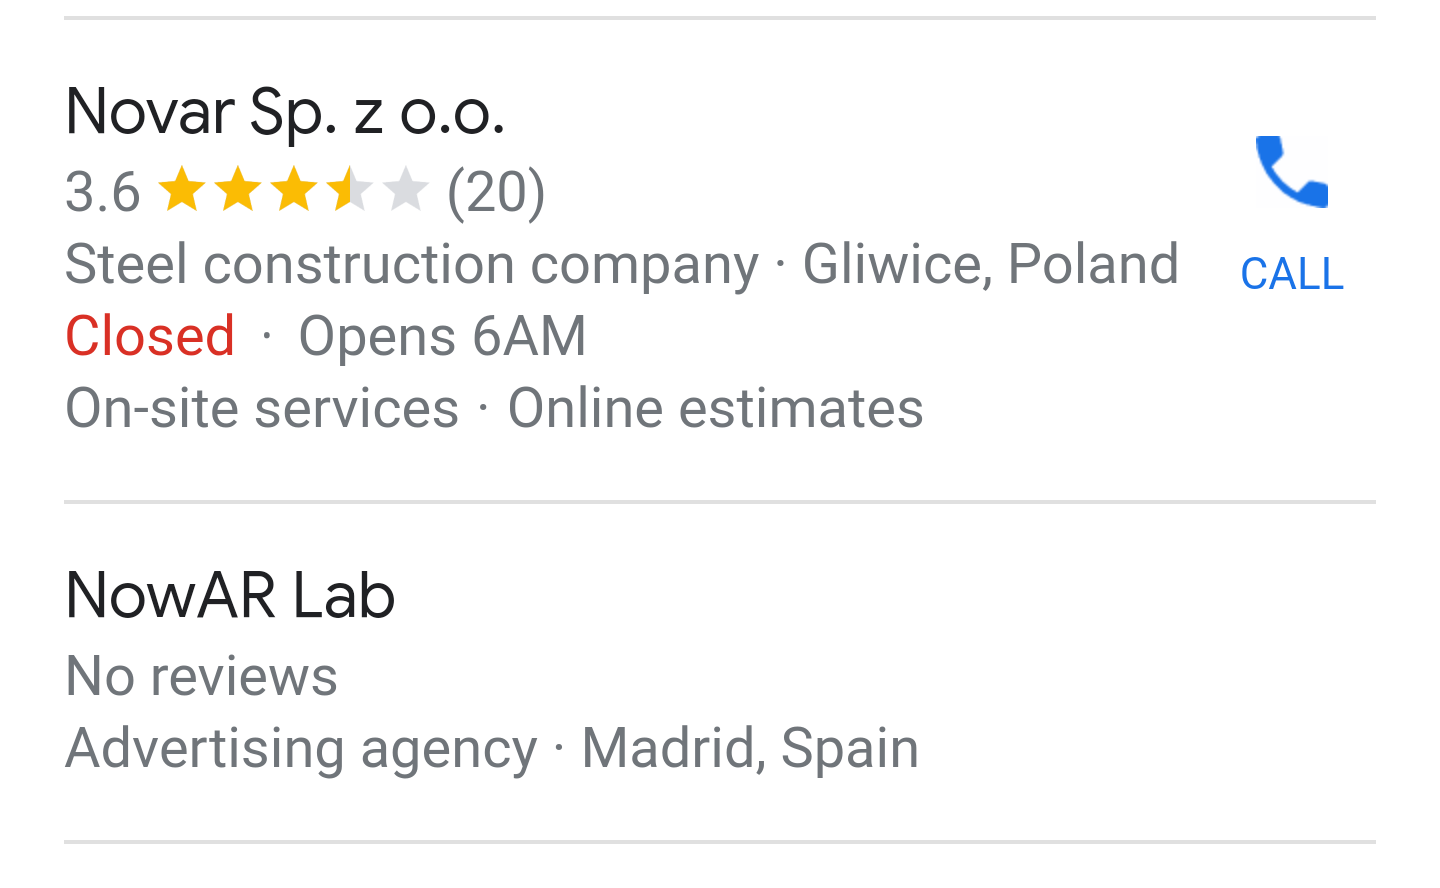 Novar Sp. z o.o.
3.6 (20)
Steel construction company · Gliwice, Poland
CALL
Closed · Opens 6AM
On-site services · Online estimates
NowAR Lab
No reviews
Advertising agency · Madrid, Spain